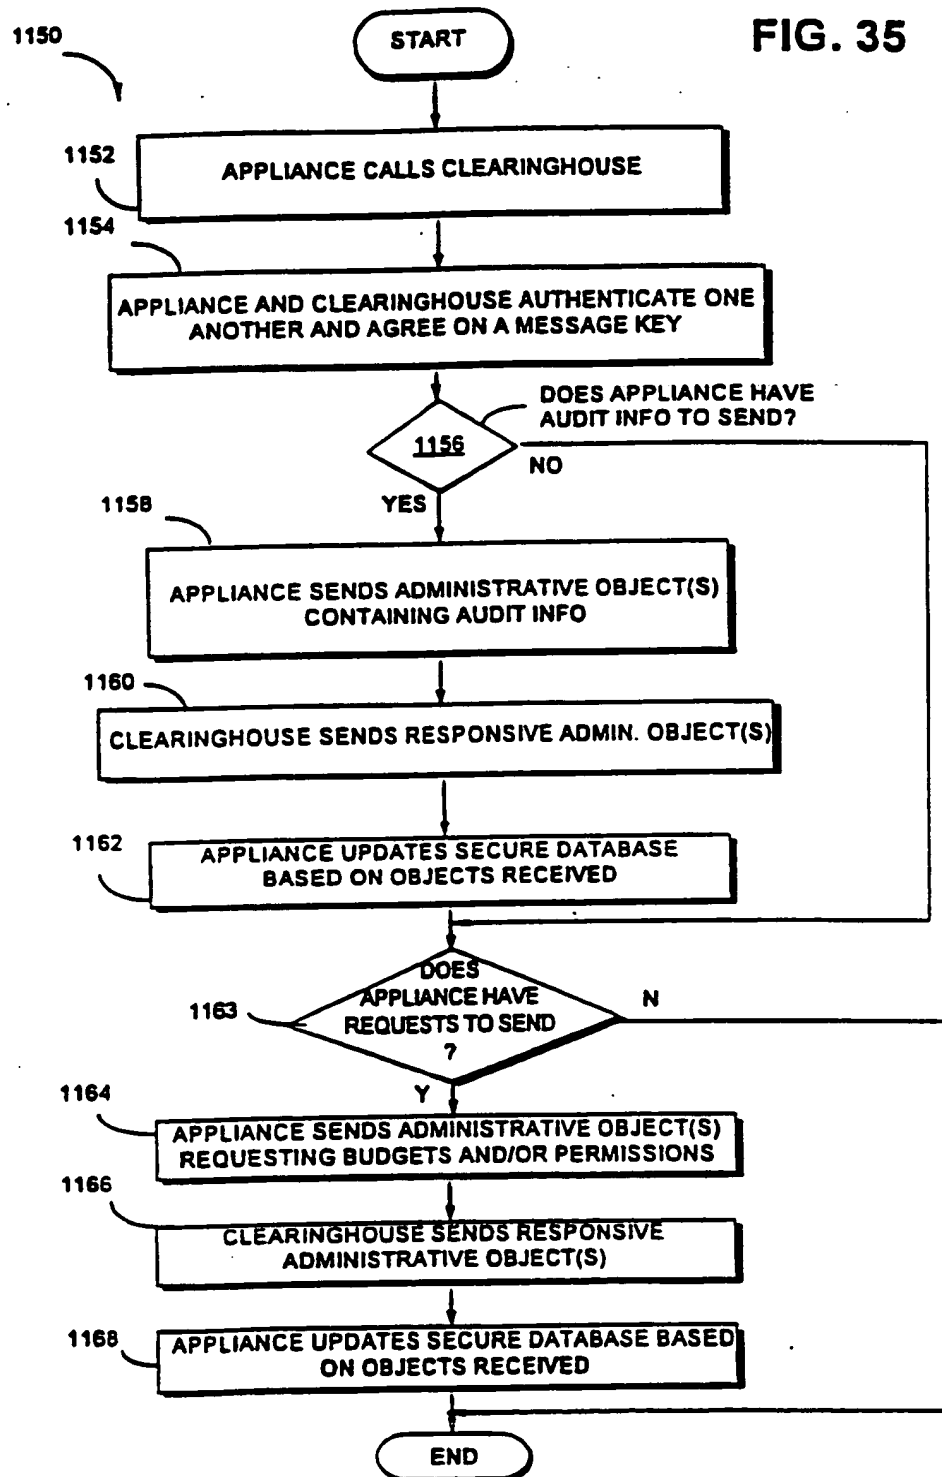 1150
START
FIG. 35
1152
APPLIANCE CALLS CLEARINGHOUSE
1154
APPLIANCE AND CLEARINGHOUSE AUTHENTICATE ONE
ANOTHER AND AGREE ON A MESSAGE KEY
DOES APPLIANCE HAVE
AUDIT INFO TO SEND?
1156
NO
YES
1158
APPLIANCE SENDS ADMINISTRATIVE OBJECT(S)
CONTAINING AUDIT INFO
1160
CLEARINGHOUSE SENDS RESPONSIVE ADMIN. OBJECT(S)
1162
APPLIANCE UPDATES SECURE DATABASE
BASED ON OBJECTS RECEIVED
DOES
APPLIANCE HAVE
REQUESTS TO SEND
?
1163
N
Y
1164
APPLIANCE SENDS ADMINISTRATIVE OBJECT(S)
REQUESTING BUDGETS AND/OR PERMISSIONS
1166
CLEARINGHOUSE SENDS RESPONSIVE
ADMINISTRATIVE OBJECT(S)
1168
APPLIANCE UPDATES SECURE DATABASE BASED
ON OBJECTS RECEIVED
END